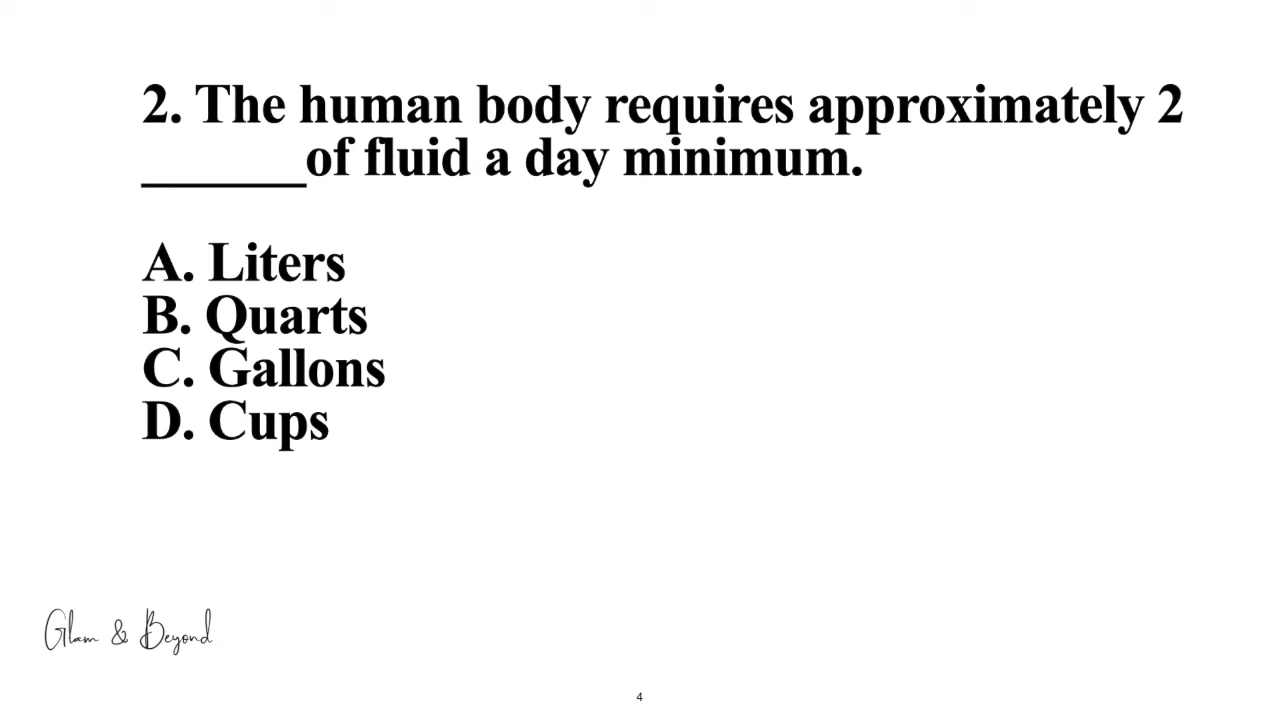 2. The human body requires approximately 2
______of fluid a day minimum.
A. Liters
B. Quarts
C. Gallons
D. Cups
Glam & Beyond
4